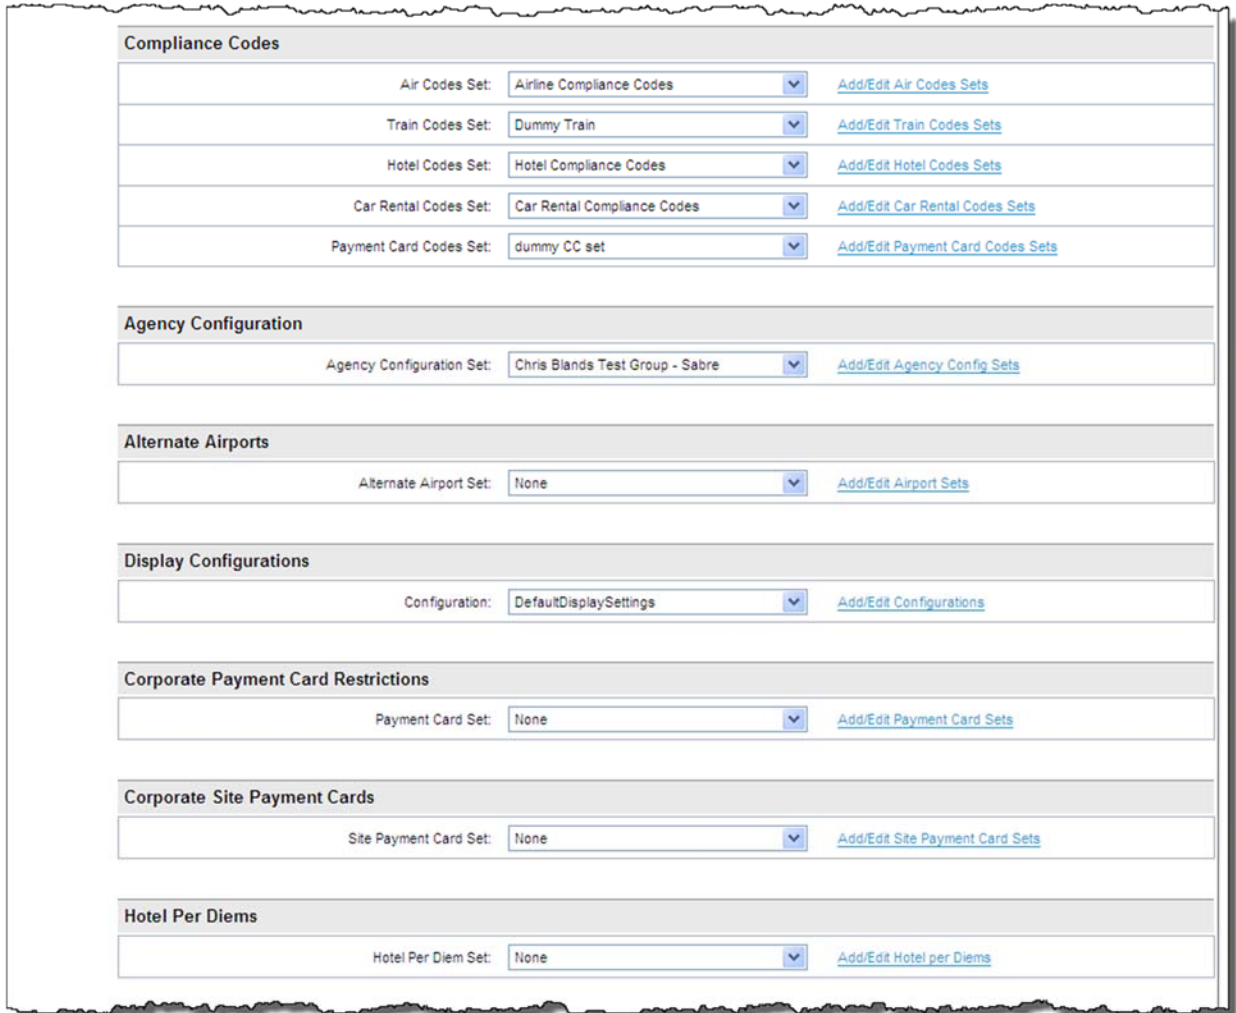 Compliance Codes
Air Codes Set: Airline Compliance Codes Add/Edit Air Codes Sets
Train Codes Set: Dummy Train Add/Edit Train Codes Sets
Hotel Codes Set: Hotel Compliance Codes Add/Edit Hotel Codes Sets
Car Rental Codes Set: Car Rental Compliance Codes Add/Edit Car Rental Codes Sets
Payment Card Codes Set: dummy CC set Add/Edit Payment Card Codes Sets
Agency Configuration
Agency Configuration Set: Chris Blands Test Group - Sabre Add/Edit Agency Config Sets
Alternate Airports
Alternate Airport Set: None Add/Edit Airport Sets
Display Configurations
Configuration: DefaultDisplaySettings Add/Edit Configurations
Corporate Payment Card Restrictions
Payment Card Set: None Add/Edit Payment Card Sets
Corporate Site Payment Cards
Site Payment Card Set: None Add/Edit Site Payment Card Sets
Hotel Per Diems
Hotel Per Diem Set: None Add/Edit Hotel per Diems